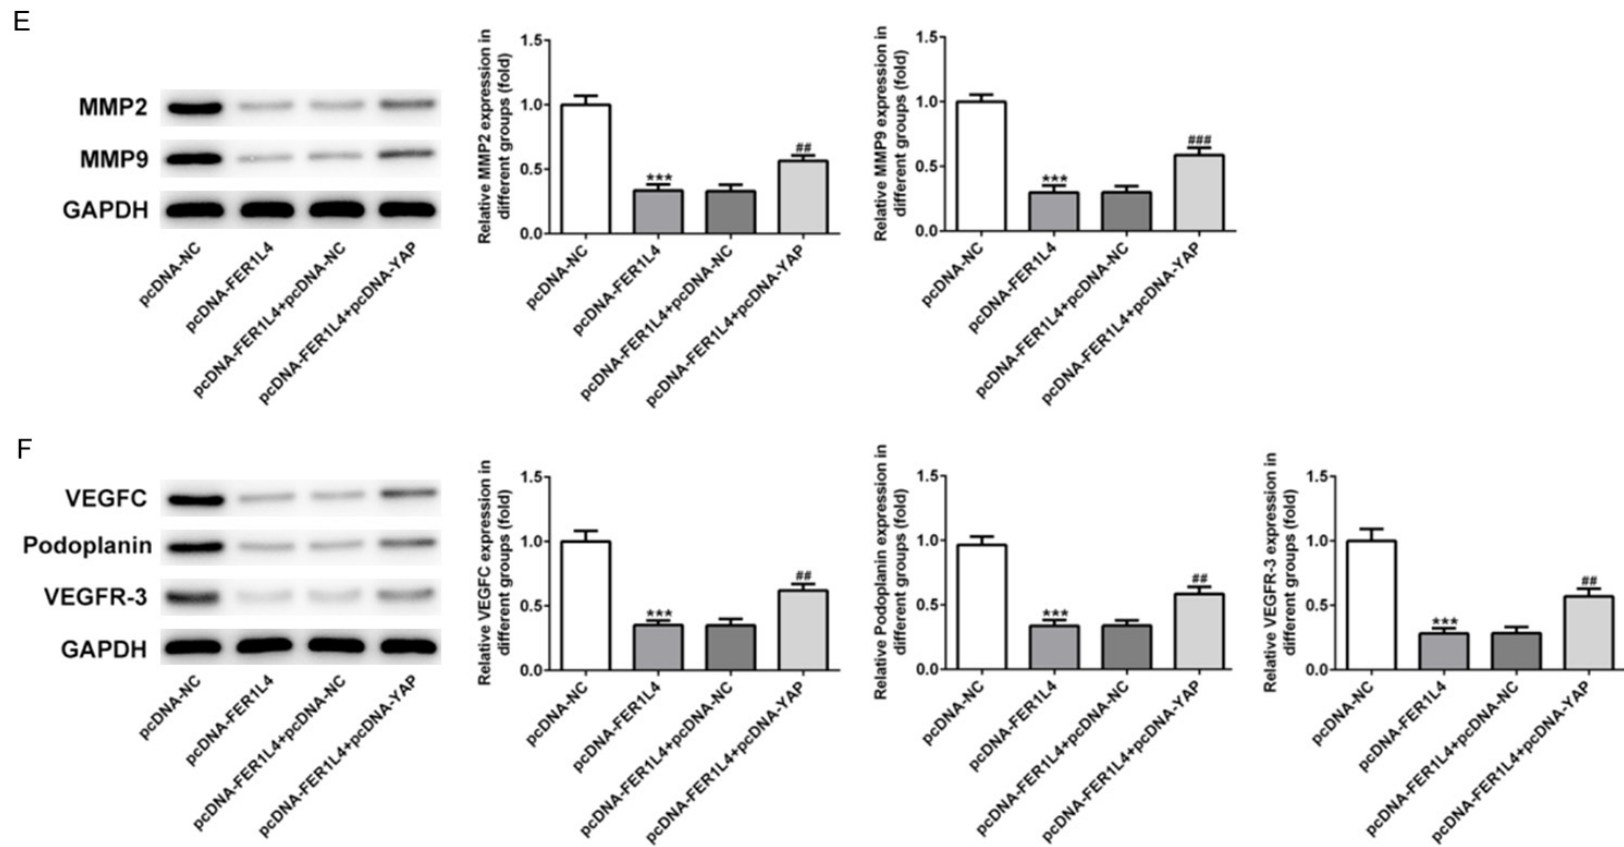 E
MMP2
MMP9
GAPDH
pcDNA-NC
pcDNA-FER1L4
pcDNA-FER1L4+pcDNA-NC
pcDNA-FER1L4+pcDNA-YAP
Relative MMP2 expression in
different groups (fold)
1.5
1.0
0.5
0.0
***
##
pcDNA-NC
pcDNA-FER1L4
pcDNA-FER1L4+pcDNA-NC
pcDNA-FER1L4+pcDNA-YAP
Relative MMP9 expression in
different groups (fold)
1.5
1.0
0.5
0.0
***
###
pcDNA-NC
pcDNA-FER1L4
pcDNA-FER1L4+pcDNA-NC
pcDNA-FER1L4+pcDNA-YAP
F
VEGFC
Podoplanin
VEGFR-3
GAPDH
pcDNA-NC
pcDNA-FER1L4
pcDNA-FER1L4+pcDNA-NC
pcDNA-FER1L4+pcDNA-YAP
Relative VEGFC expression in
different groups (fold)
1.5
1.0
0.5
0.0
***
##
pcDNA-NC
pcDNA-FER1L4
pcDNA-FER1L4+pcDNA-NC
pcDNA-FER1L4+pcDNA-YAP
Relative Podoplanin expression in
different groups (fold)
1.5
1.0
0.5
0.0
***
##
pcDNA-NC
pcDNA-FER1L4
pcDNA-FER1L4+pcDNA-NC
pcDNA-FER1L4+pcDNA-YAP
Relative VEGFR-3 expression in
different groups (fold)
1.5
1.0
0.5
0.0
***
##
pcDNA-NC
pcDNA-FER1L4
pcDNA-FER1L4+pcDNA-NC
pcDNA-FER1L4+pcDNA-YAP